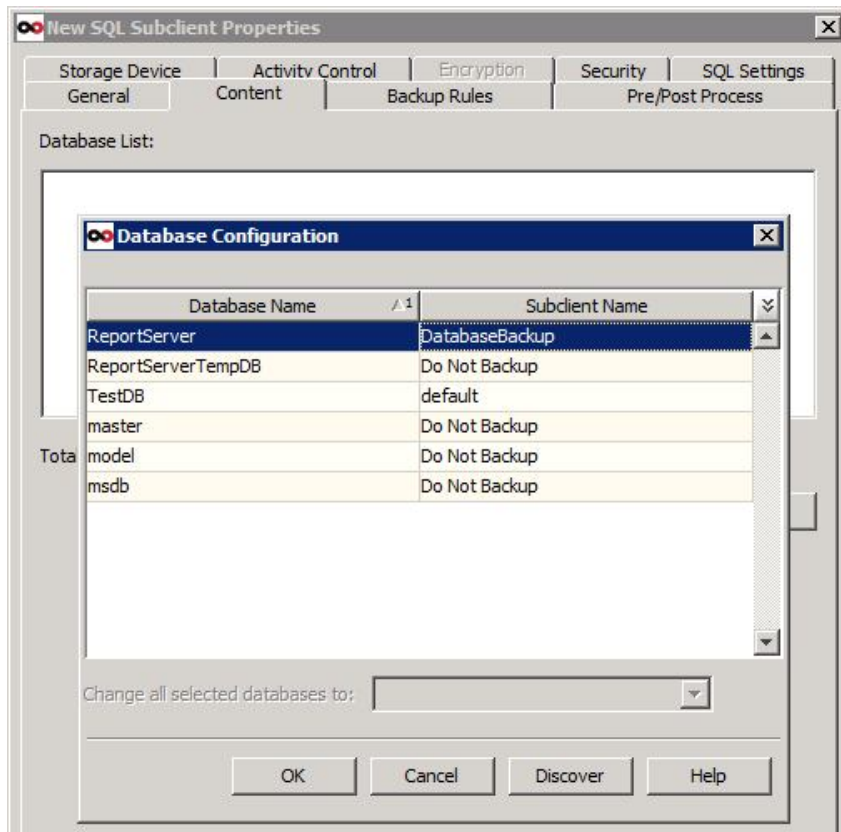 New SQL Subclient Properties
Storage Device Activity Control Encryption Security SQL Settings
General Content Backup Rules Pre/Post Process
Database List:
Database Configuration
Database Name 1 Subclient Name
ReportServer DatabaseBackup
ReportServerTempDB Do Not Backup
TestDB default
master Do Not Backup
Tota
model Do Not Backup
msdb Do Not Backup
Change all selected databases to:
OK Cancel Discover Help